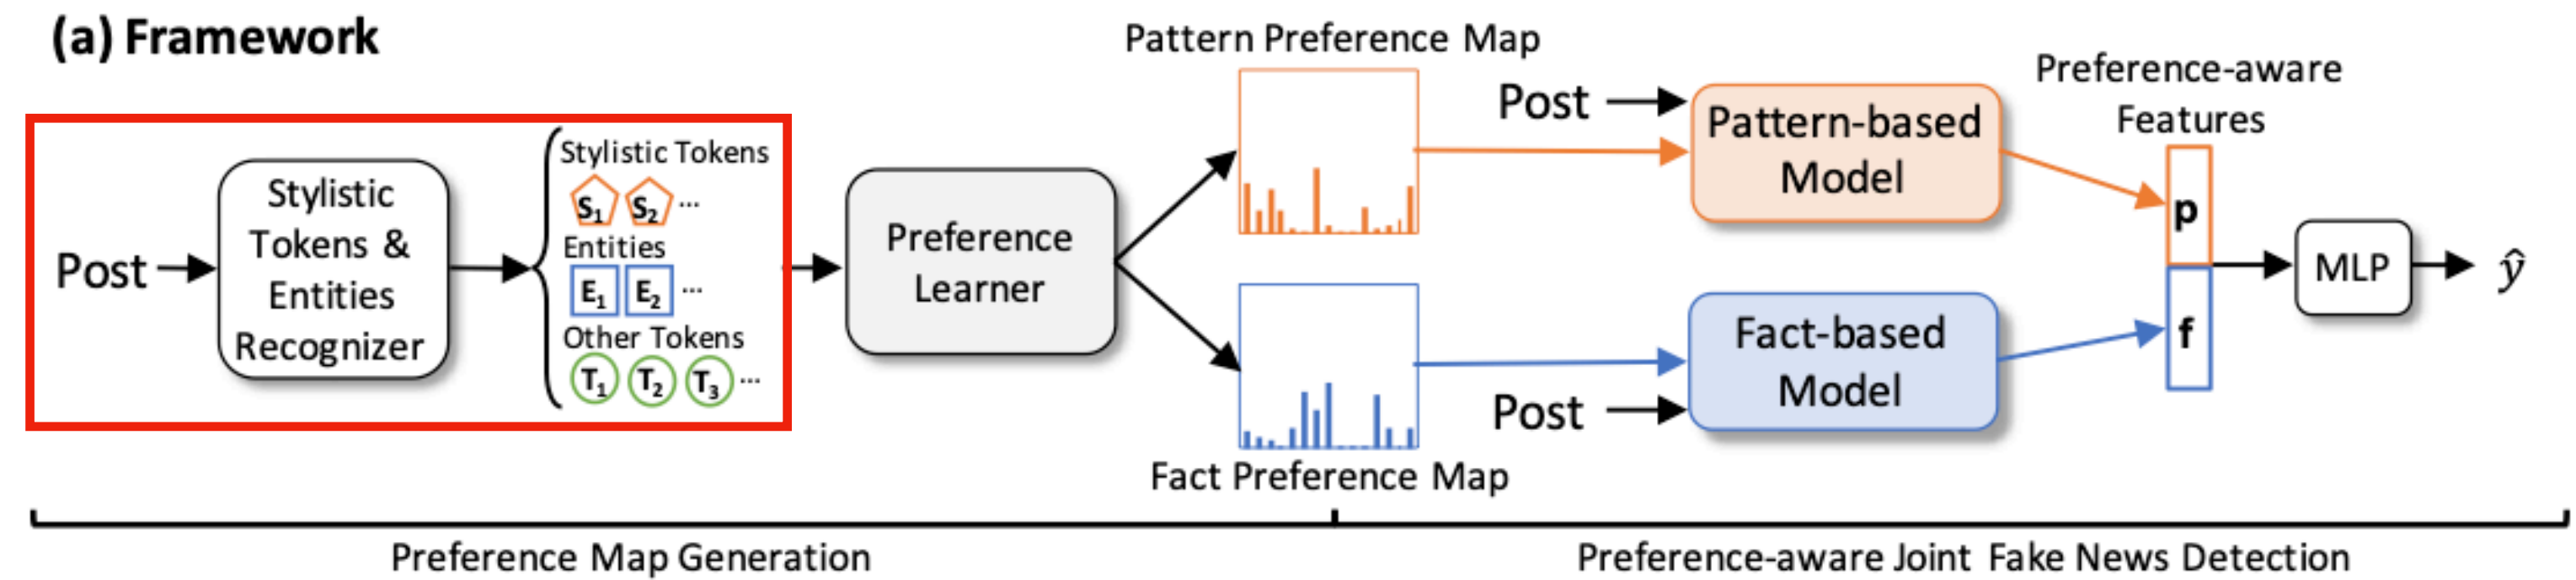 (a) Framework
Post
Stylistic
Tokens &
Entities
Recognizer
Stylistic Tokens
S1 S2 ...
Entities
E1 E2 ...
Other Tokens
T1 T2 T3 ...
Preference
Learner
Pattern Preference Map
Fact Preference Map
Post
Pattern-based
Model
Post
Fact-based
Model
Preference-aware
Features
p
f
MLP
ŷ
Preference Map Generation
Preference-aware Joint Fake News Detection